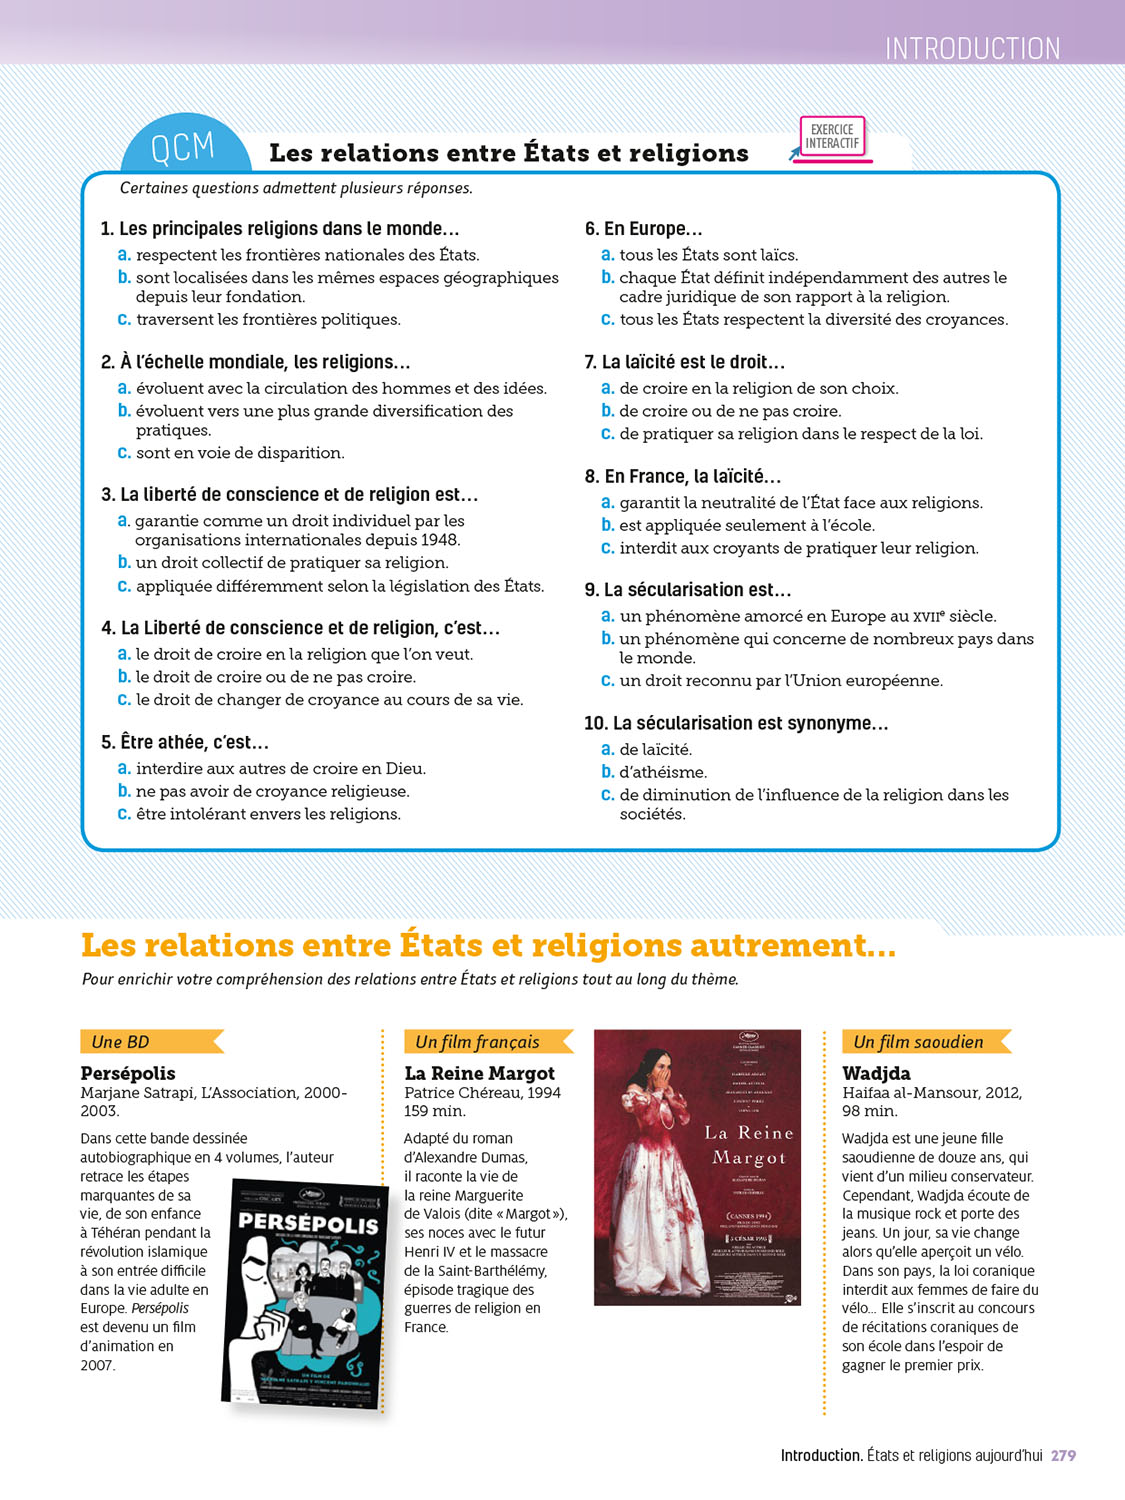 INTRODUCTION
QCM
Les relations entre États et religions
EXERCICE
INTERACTIF
Certaines questions admettent plusieurs réponses.
1. Les principales religions dans le monde...
a. respectent les frontières nationales des États.
b. sont localisées dans les mêmes espaces géographiques
depuis leur fondation.
c. traversent les frontières politiques.
2. À l'échelle mondiale, les religions...
a. évoluent avec la circulation des hommes et des idées.
b. évoluent vers une plus grande diversification des
pratiques.
c. sont en voie de disparition.
3. La liberté de conscience et de religion est...
a. garantie comme un droit individuel par les
organisations internationales depuis 1948.
b. un droit collectif de pratiquer sa religion.
c. appliquée différemment selon la législation des États.
4. La Liberté de conscience et de religion, c'est...
a. le droit de croire en la religion que l'on veut.
b. le droit de croire ou de ne pas croire.
c. le droit de changer de croyance au cours de sa vie.
5. Être athée, c'est...
a. interdire aux autres de croire en Dieu.
b. ne pas avoir de croyance religieuse.
c. être intolérant envers les religions.
6. En Europe...
a. tous les États sont laïcs.
b. chaque État définit indépendamment des autres le
cadre juridique de son rapport à la religion.
c. tous les États respectent la diversité des croyances.
7. La laïcité est le droit...
a. de croire en la religion de son choix.
b. de croire ou de ne pas croire.
c. de pratiquer sa religion dans le respect de la loi.
8. En France, la laïcité...
a. garantit la neutralité de l'État face aux religions.
b. est appliquée seulement à l'école.
c. interdit aux croyants de pratiquer leur religion.
9. La sécularisation est...
a. un phénomène amorcé en Europe au XVIIe siècle.
b. un phénomène qui concerne de nombreux pays dans
le monde.
c. un droit reconnu par l'Union européenne.
10. La sécularisation est synonyme...
a. de laïcité.
b. d'athéisme.
c. de diminution de l'influence de la religion dans les
sociétés.
Les relations entre États et religions autrement...
Pour enrichir votre compréhension des relations entre États et religions tout au long du thème.
Une BD
Persépolis
Marjane Satrapi, L'Association, 2000-
2003.
Dans cette bande dessinée
autobiographique en 4 volumes, l'auteur
retrace les étapes
marquantes de sa
vie, de son enfance
à Téhéran pendant la
révolution islamique
à son entrée difficile
dans la vie adulte en
Europe. Persépolis
est devenu un film
d'animation en
2007.
PERSÉPOLIS
UN FILM DE
MARJANE SATRAPI ET VINCENT PARONNAUD
Un film français
La Reine Margot
Patrice Chéreau, 1994
159 min.
Adapté du roman
d'Alexandre Dumas,
il raconte la vie de
la reine Marguerite
de Valois (dite « Margot »),
ses noces avec le futur
Henri IV et le massacre
de la Saint-Barthélémy,
épisode tragique des
guerres de religion en
France.
La Reine
Margot
CANNES 1994
5 CÉSAR 1995
Un film saoudien
Wadjda
Haifaa al-Mansour, 2012,
98 min.
Wadjda est une jeune fille
saoudienne de douze ans, qui
vient d'un milieu conservateur.
Cependant, Wadjda écoute de
la musique rock et porte des
jeans. Un jour, sa vie change
alors qu'elle aperçoit un vélo.
Dans son pays, la loi coranique
interdit aux femmes de faire du
vélo... Elle s'inscrit au concours
de récitations coraniques de
son école dans l'espoir de
gagner le premier prix.
Introduction. États et religions aujourd'hui 279